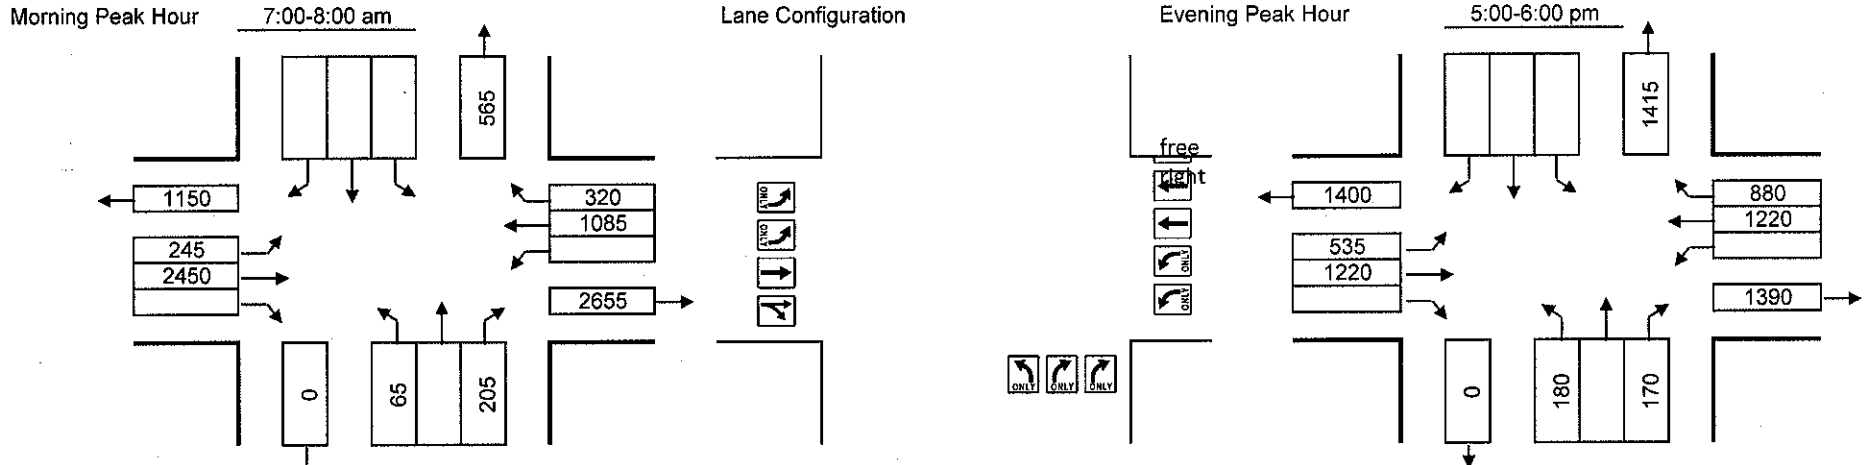 Morning Peak Hour 7:00-8:00 am
Lane Configuration
Evening Peak Hour 5:00-6:00 pm
565
1150
245
2450
320
1085
2655
0
65
205
ONLY
ONLY
free
right
ONLY
ONLY
ONLY
ONLY
ONLY
1415
1400
535
1220
880
1220
1390
0
180
170